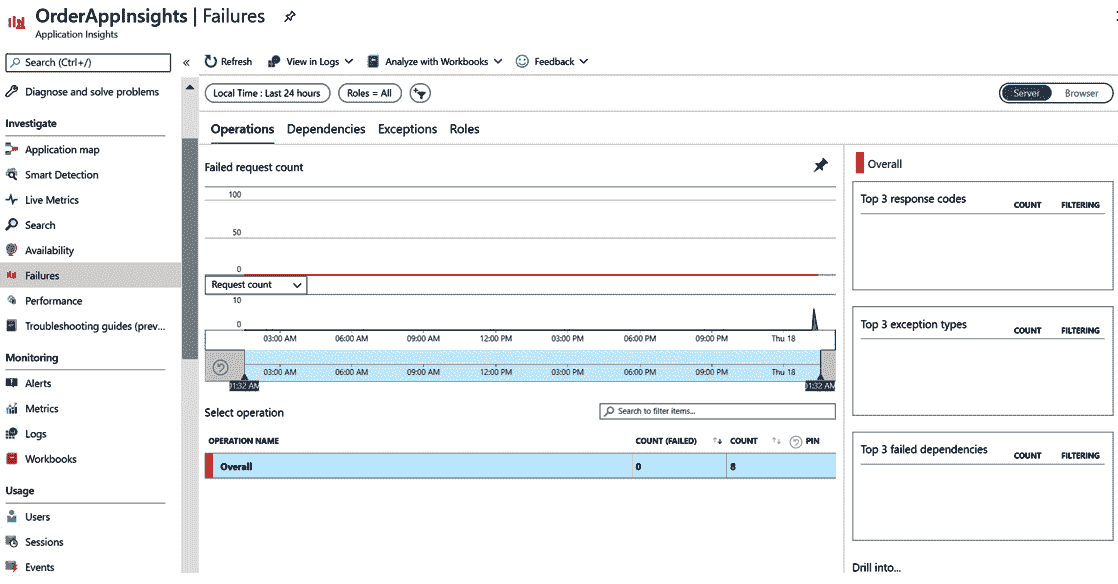 OrderAppInsights | Failures
Application Insights
Search (Ctrl+/)
«
Refresh
View in Logs
Analyze with Workbooks
Feedback
Diagnose and solve problems
Local Time : Last 24 hours
Roles = All
Server
Browser
Investigate
Application map
Smart Detection
Live Metrics
Search
Availability
Failures
Performance
Troubleshooting guides (prev...
Monitoring
Alerts
Metrics
Logs
Workbooks
Usage
Users
Sessions
Events
Operations
Dependencies
Exceptions
Roles
Failed request count
100
50
0
Request count
10
0
03:00 AM 06:00 AM 09:00 AM 12:00 PM 03:00 PM 06:00 PM 09:00 PM Thu 18
03:00 AM 06:00 AM 09:00 AM 12:00 PM 03:00 PM 06:00 PM 09:00 PM Thu 18
01:32 AM 01:32 AM
Select operation
Search to filter items...
OPERATION NAME COUNT (FAILED) COUNT PIN
Overall 0 8
Overall
Top 3 response codes COUNT FILTERING
Top 3 exception types COUNT FILTERING
Top 3 failed dependencies COUNT FILTERING
Drill into...